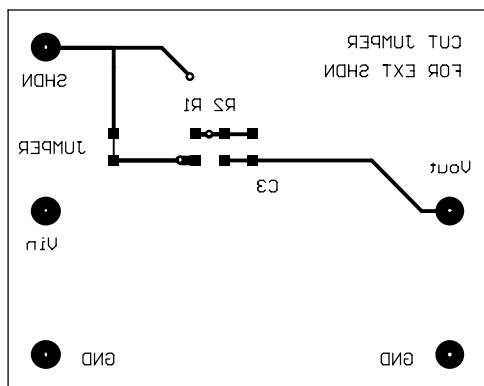 CUT JUMPER
FOR EXT SHDN
SHDN
R2 R1
JUMPER
Vout
C3
Vin
GND
GND